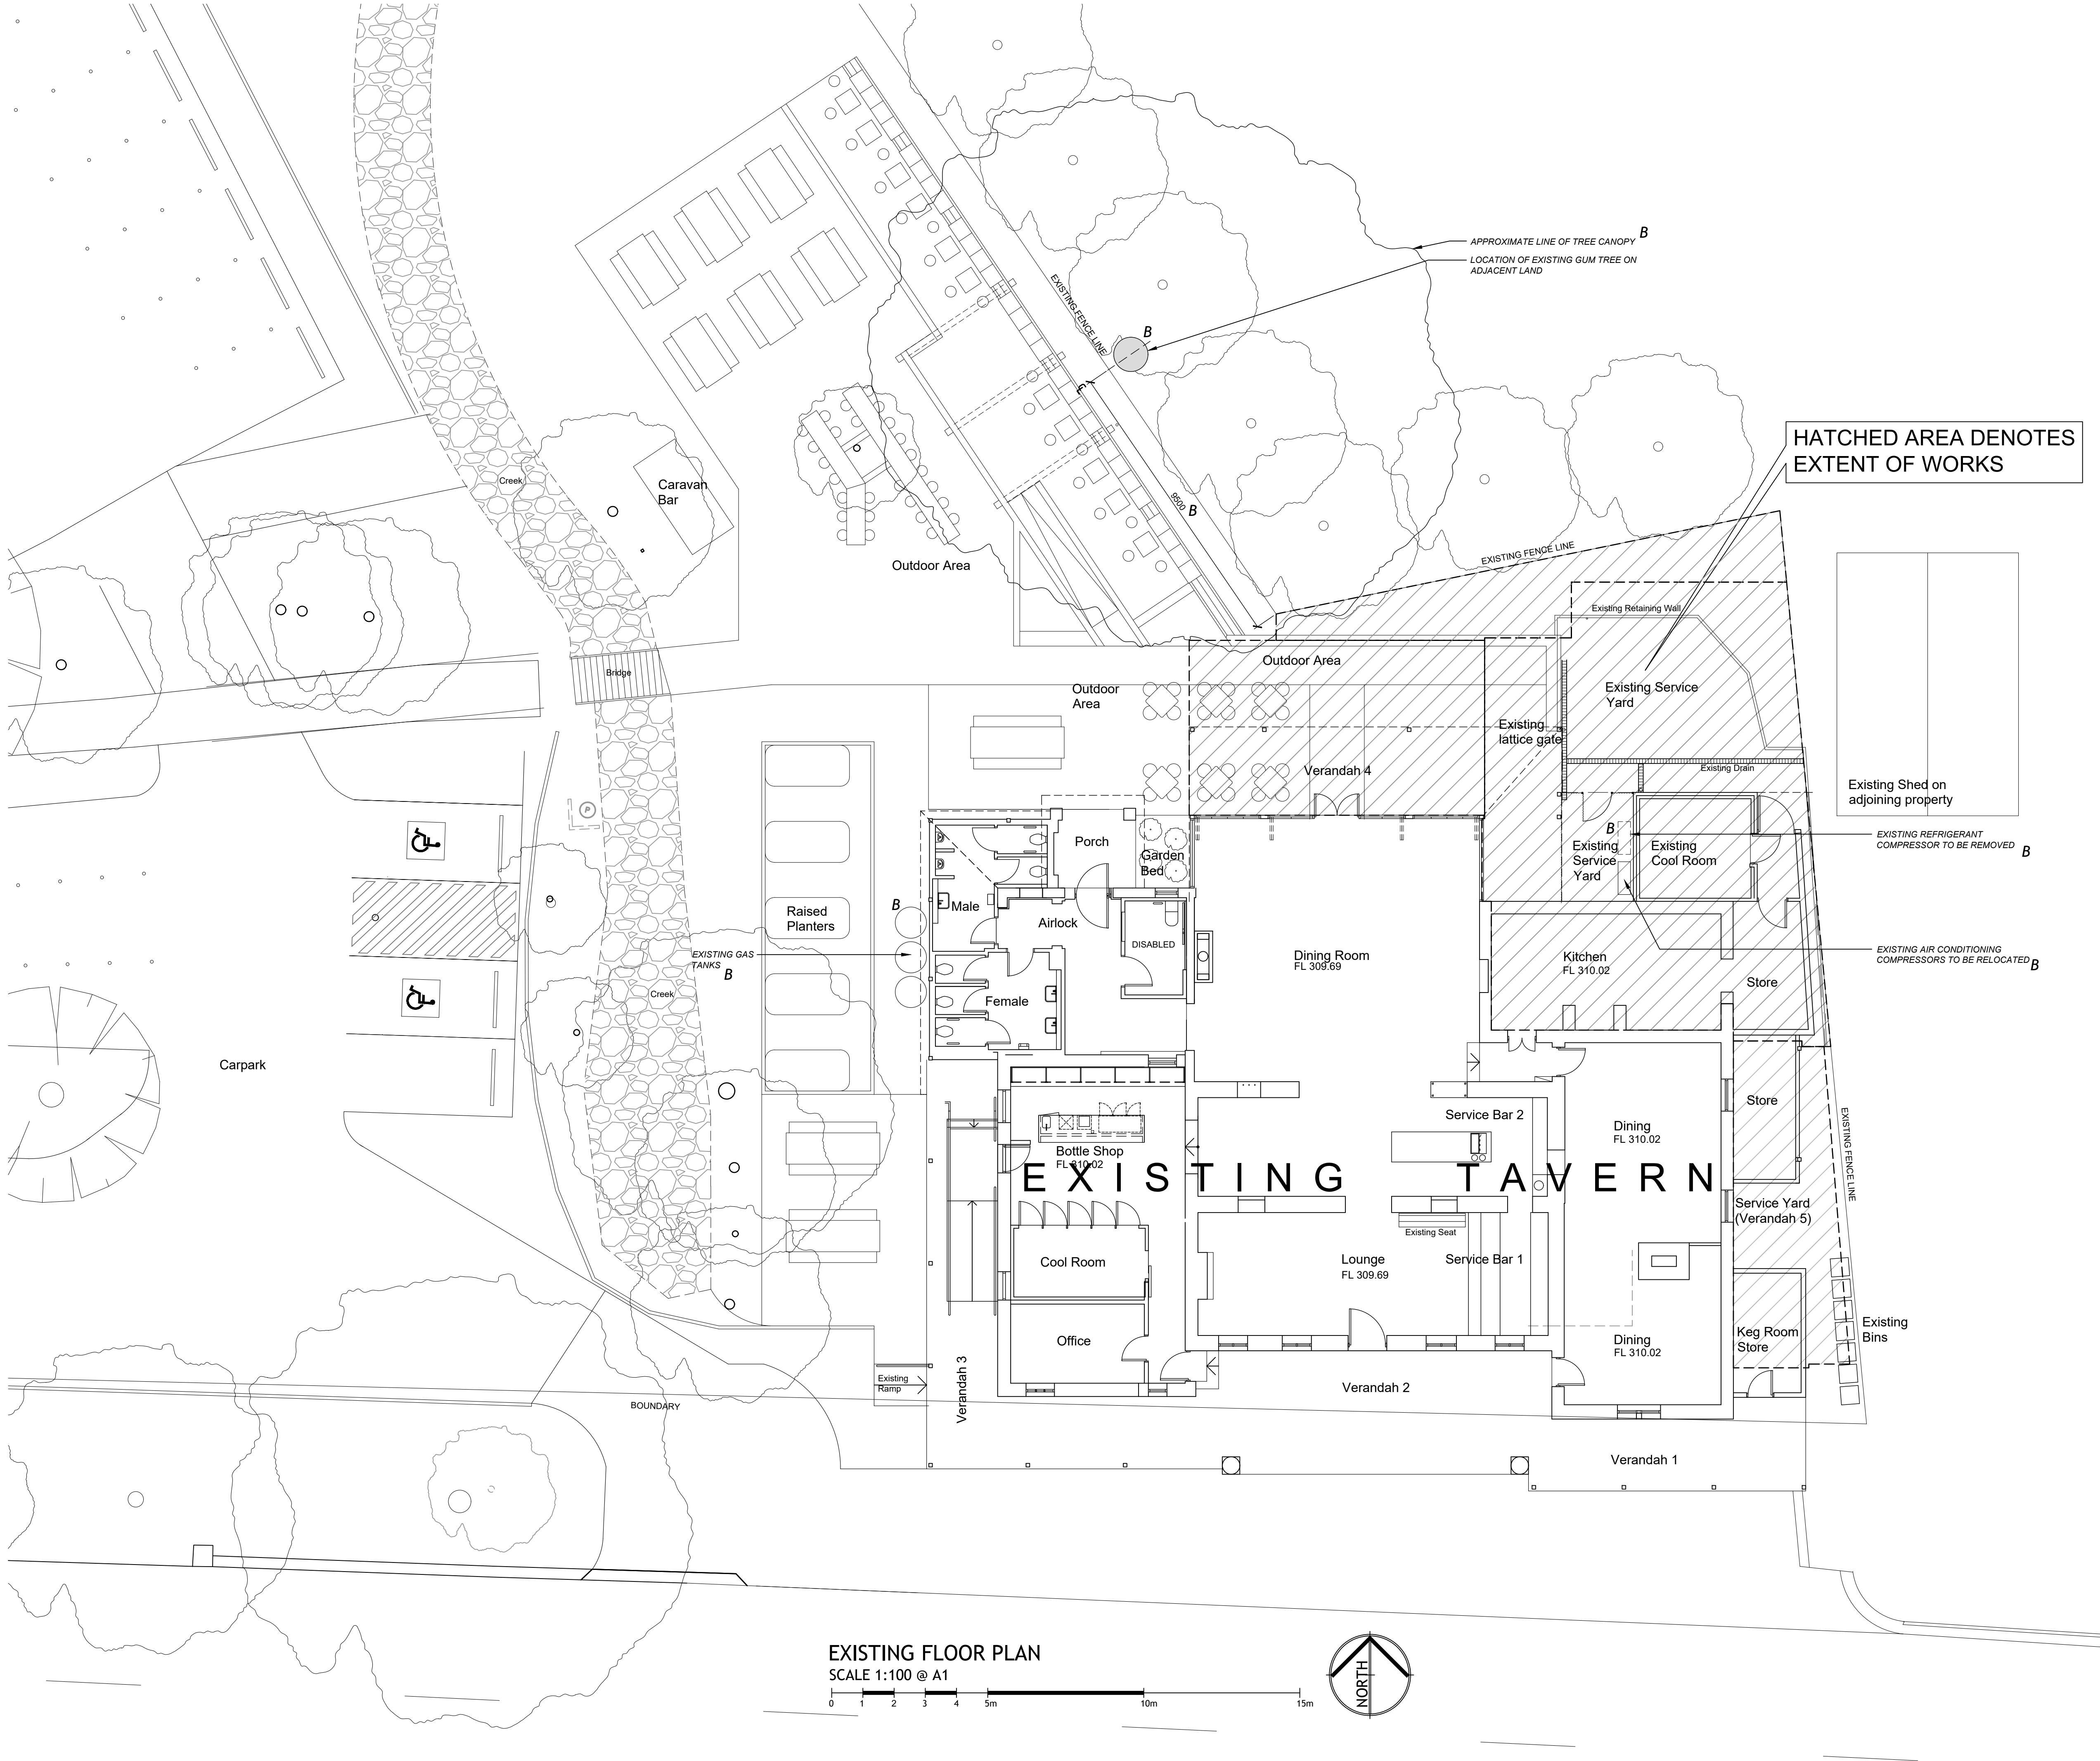 APPROXIMATE LINE OF TREE CANOPY B
LOCATION OF EXISTING GUM TREE ON
ADJACENT LAND
EXISTING FENCE LINE
B
HATCHED AREA DENOTES
EXTENT OF WORKS
Creek
Caravan
Bar
9500 B
Outdoor Area
EXISTING FENCE LINE
Existing Retaining Wall
Bridge
Outdoor Area
Outdoor
Area
Existing Service
Yard
Existing
lattice gate
Verandah 4
Existing Drain
Existing Shed on
adjoining property
P
Porch
Garden
Bed
B
Existing
Service
Yard
Existing
Cool Room
EXISTING REFRIGERANT
COMPRESSOR TO BE REMOVED B
Raised
Planters
B
Male
Airlock
DISABLED
EXISTING GAS
TANKS B
Dining Room
FL 309.69
Kitchen
FL 310.02
Store
EXISTING AIR CONDITIONING
COMPRESSORS TO BE RELOCATED B
Creek
Female
Carpark
Store
Service Bar 2
Dining
FL 310.02
Bottle Shop
FL 310.02
EXISTING TAVERN
EXISTING FENCE LINE
Service Yard
(Verandah 5)
Existing Seat
Cool Room
Lounge
FL 309.69
Service Bar 1
Office
Dining
FL 310.02
Keg Room
Store
Existing
Bins
Existing
Ramp
Verandah 3
Verandah 2
BOUNDARY
Verandah 1
EXISTING FLOOR PLAN
SCALE 1:100 @ A1
0 1 2 3 4 5m 10m 15m
NORTH